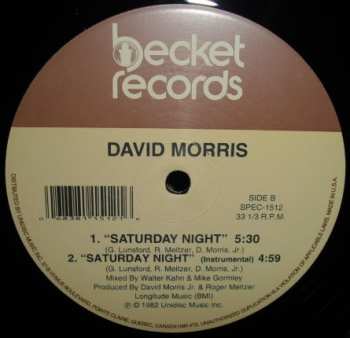 becket
records
DAVID MORRIS
SIDE B
SPEC-1512
33 1/3 R.P.M.
1. "SATURDAY NIGHT" 5:30
(G. Lunsford, R. Meltzer, D. Morris, Jr.)
2. "SATURDAY NIGHT" (Instrumental) 4:59
(G. Lunsford, R. Meltzer, D. Morris Jr.)
Mixed By Walter Kahn & Mike Gormley
Produced By David Morris Jr & Roger Meltzer
Longitude Music (BMI)
℗ © 1982 Unidisc Music Inc.
MADE IN U.S.A.